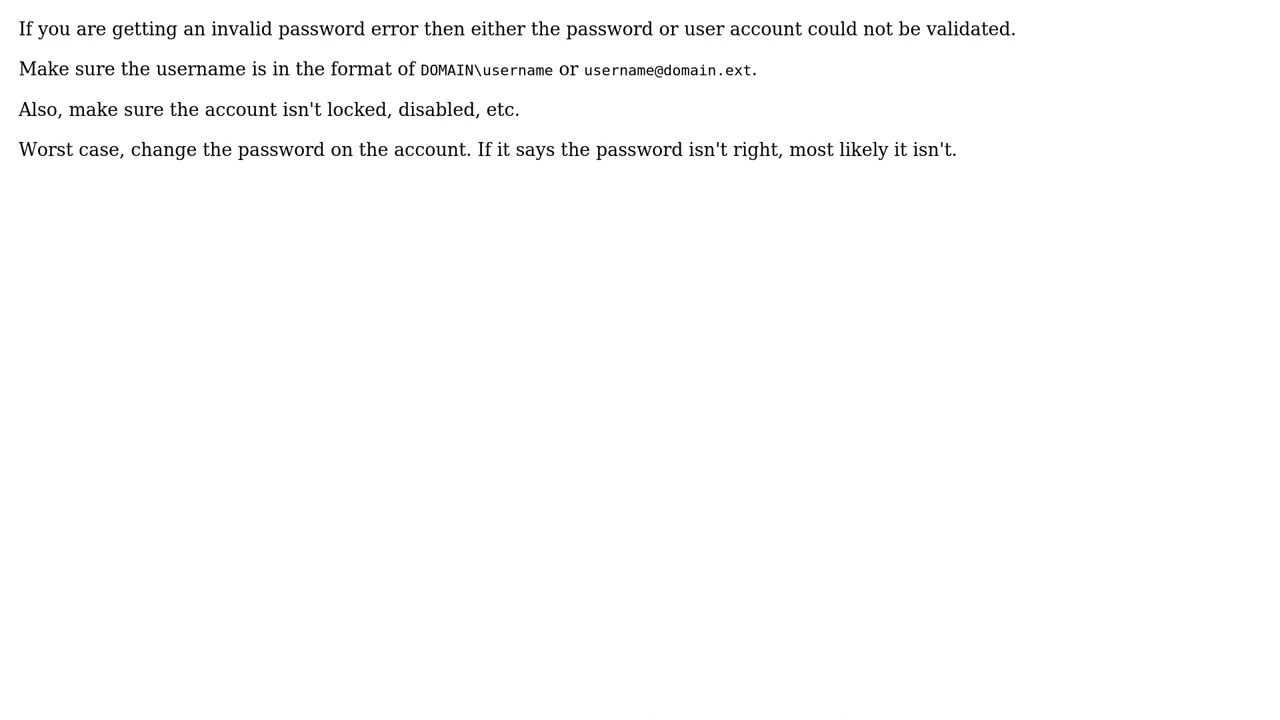 If you are getting an invalid password error then either the password or user account could not be validated.
Make sure the username is in the format of DOMAIN\username or username@domain.ext.
Also, make sure the account isn't locked, disabled, etc.
Worst case, change the password on the account. If it says the password isn't right, most likely it isn't.